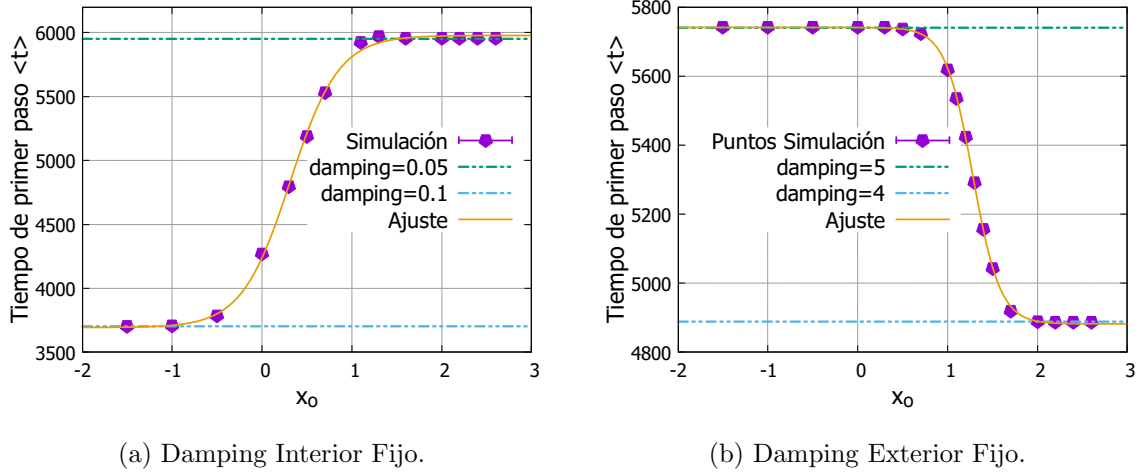 6000
5500
5000
4500
4000
3500
Tiempo de primer paso <t>
Simulación
damping=0.05
damping=0.1
Ajuste
-2 -1 0 1 2 3
x₀
(a) Damping Interior Fijo.
5800
5600
5400
5200
5000
4800
Tiempo de primer paso <t>
Puntos Simulación
damping=5
damping=4
Ajuste
-2 -1 0 1 2 3
x₀
(b) Damping Exterior Fijo.